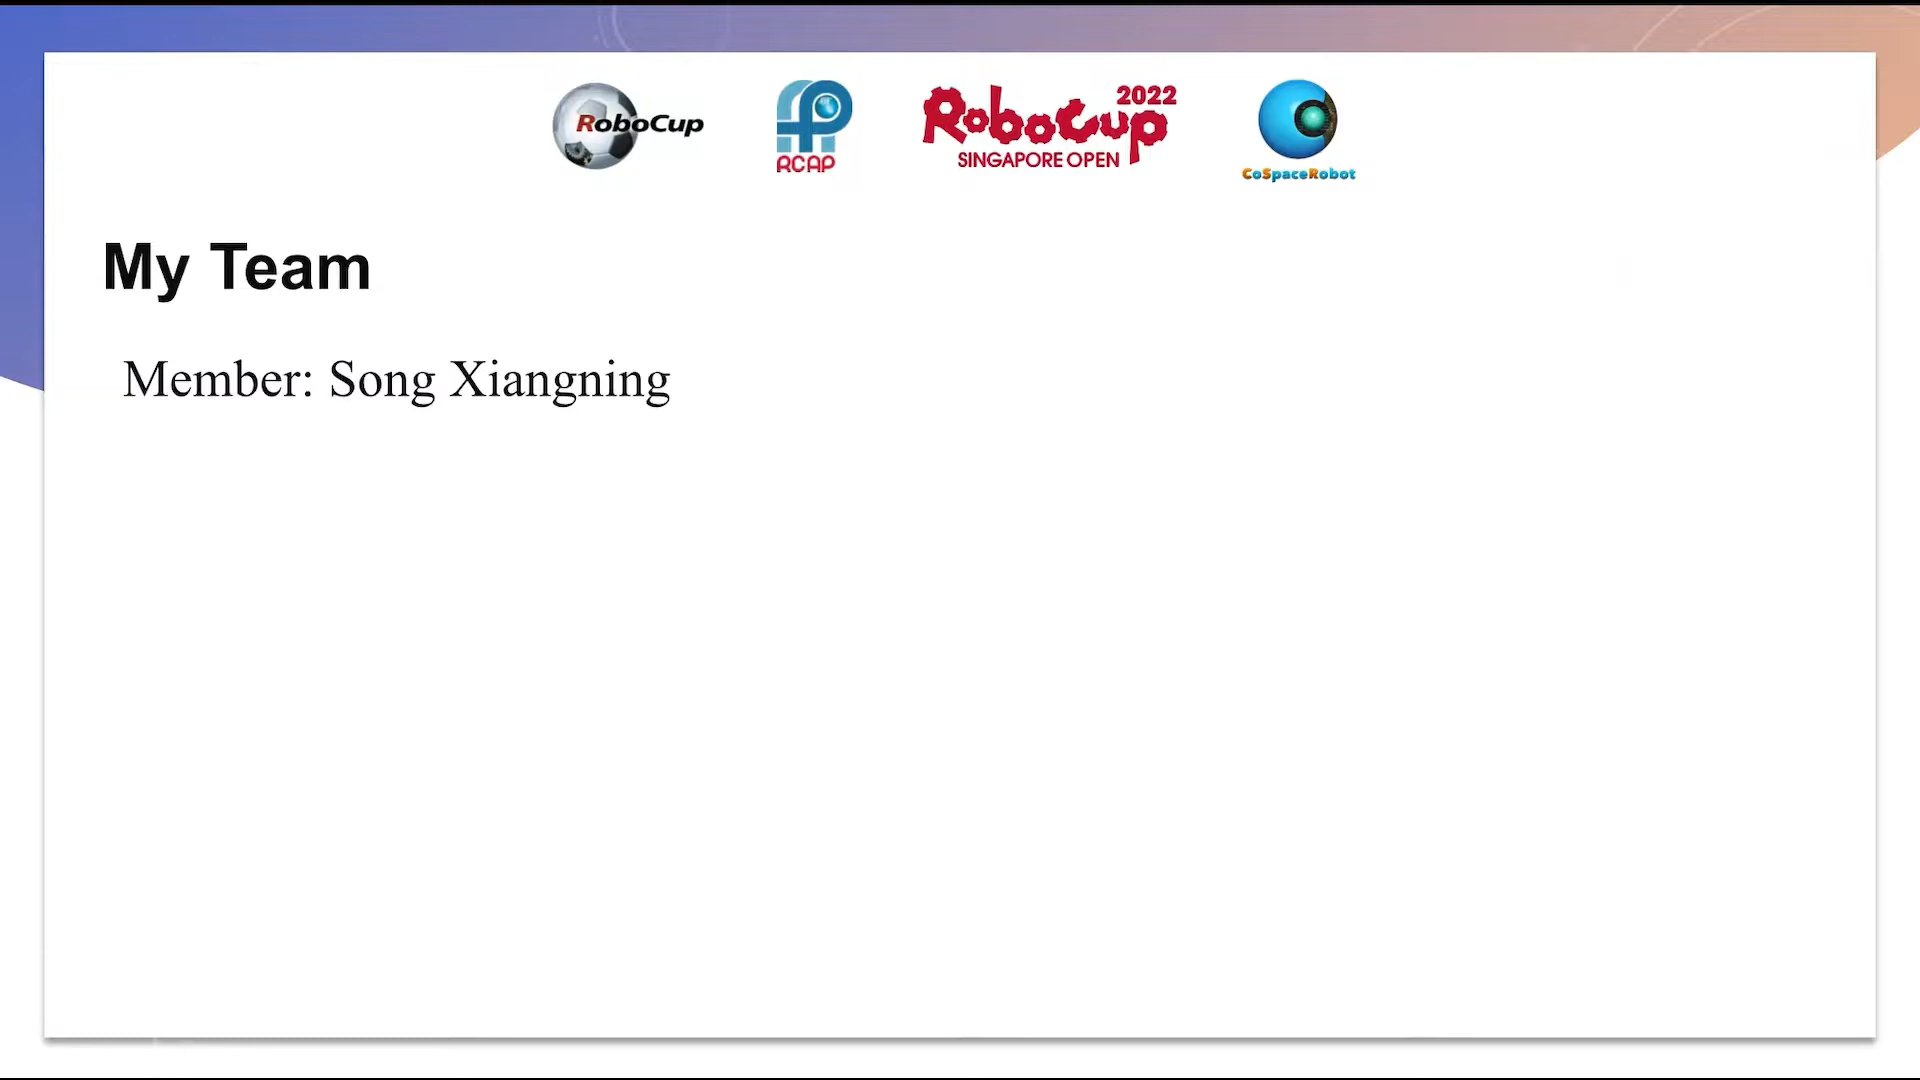 RoboCup
RCAP
RoboCup 2022
SINGAPORE OPEN
CoSpaceRobot
My Team
Member: Song Xiangning